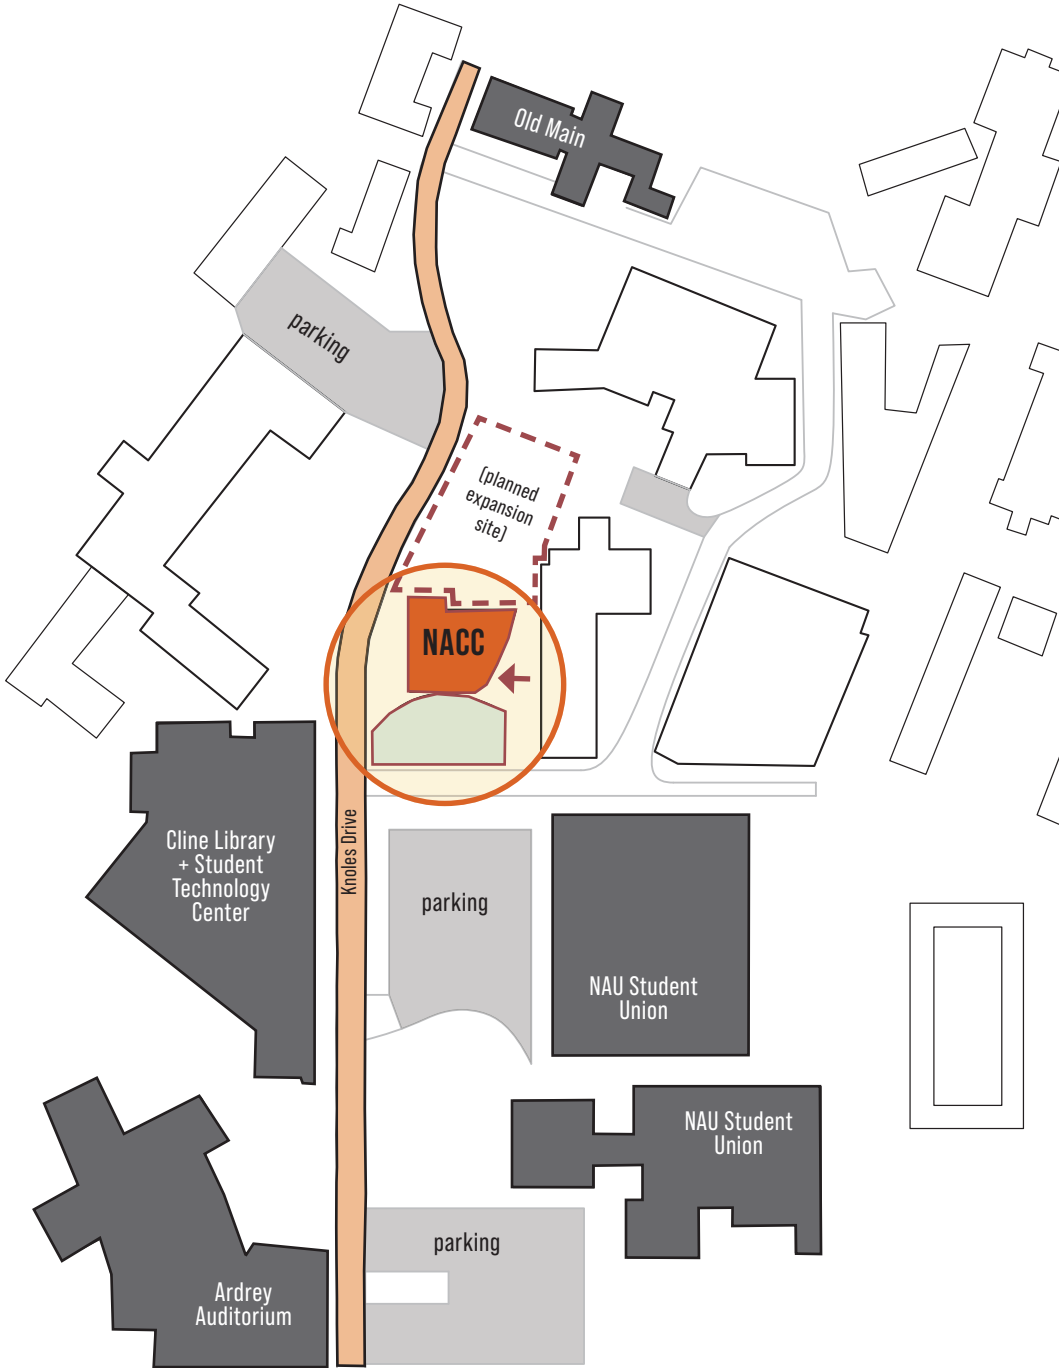 Old Main
parking
(planned
expansion
site)
NACC
Knoles Drive
Cline Library
+ Student
Technology
Center
parking
NAU Student
Union
NAU Student
Union
parking
Ardrey
Auditorium